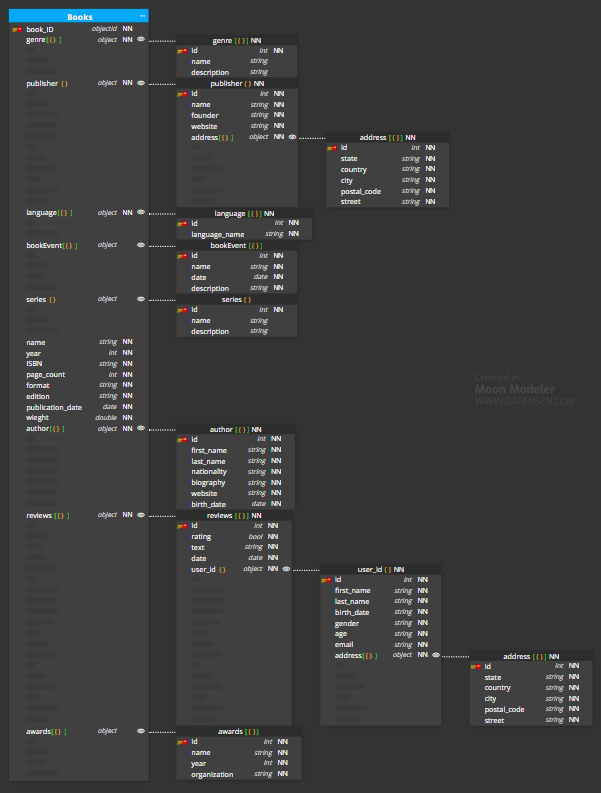 Books
book_ID objectId NN
genre[{}] object NN
genre [{}] NN
id int NN
name string
description string
publisher {} object NN
publisher {} NN
id int NN
name string NN
founder string NN
website string NN
address[{}] object NN
address [{}] NN
id int NN
state string NN
country string NN
city string NN
postal_code string NN
street string NN
language[{}] object NN
language [{}] NN
id int NN
language_name string NN
bookEvent[{}] object NN
bookEvent [{}]
id int NN
name string NN
date date NN
description string NN
series {} object
series {}
id int NN
name string
description string
name string NN
year int NN
ISBN string NN
page_count int NN
format string NN
edition string NN
publication_date date NN
wieght double NN
author[{}] object NN
author [{}] NN
id int NN
first_name string NN
last_name string NN
nationality string NN
biography string NN
website string NN
birth_date date NN
reviews [{}] object NN
reviews [{}] NN
id int NN
rating bool NN
text string NN
date date NN
user_id {} object NN
user_id {} NN
id int NN
first_name string NN
last_name string NN
birth_date string NN
gender string NN
age string NN
email string NN
address[{}] object NN
address [{}] NN
id int NN
state string NN
country string NN
city string NN
postal_code string NN
street string NN
awards[{}] object
awards [{}]
id int NN
name string NN
year int NN
organization string NN
Created in
Moon Modeler
WWW.DATENSEN.COM